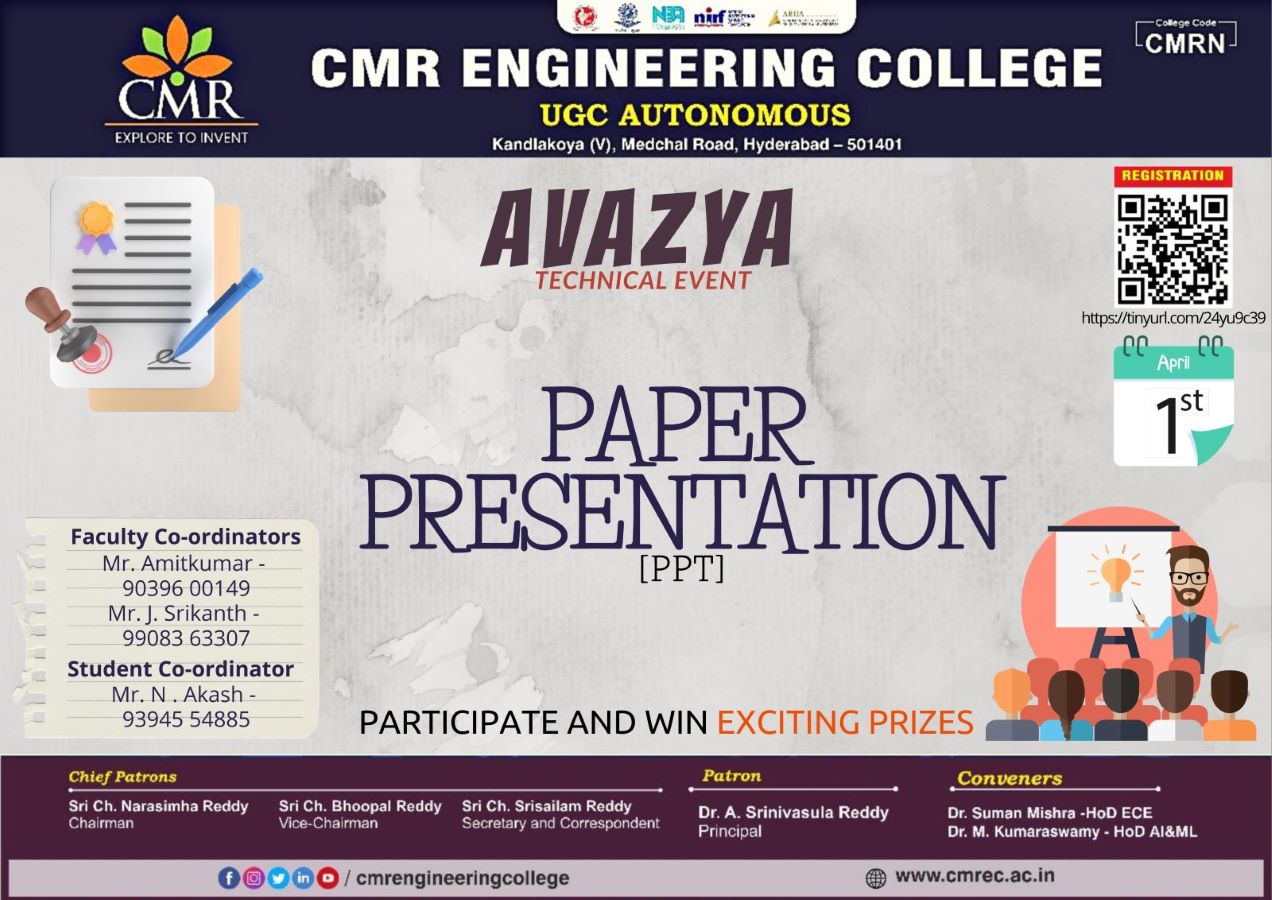 NBA
nirf
ARIIA
CMR
EXPLORE TO INVENT
CMR ENGINEERING COLLEGE
UGC AUTONOMOUS
Kandlakoya (V), Medchal Road, Hyderabad – 501401
College Code
CMRN
AVAZYA
TECHNICAL EVENT
REGISTRATION
https://tinyurl.com/24yu9c39
April
1st
PAPER
PRESENTATION
[PPT]
Faculty Co-ordinators
Mr. Amitkumar -
90396 00149
Mr. J. Srikanth -
99083 63307
Student Co-ordinator
Mr. N . Akash -
93945 54885
PARTICIPATE AND WIN EXCITING PRIZES
Chief Patrons
Sri Ch. Narasimha Reddy
Chairman
Sri Ch. Bhoopal Reddy
Vice-Chairman
Sri Ch. Srisailam Reddy
Secretary and Correspondent
Patron
Dr. A. Srinivasula Reddy
Principal
Conveners
Dr. Suman Mishra -HoD ECE
Dr. M. Kumaraswamy - HoD AI&ML
/ cmrengineeringcollege
www.cmrec.ac.in